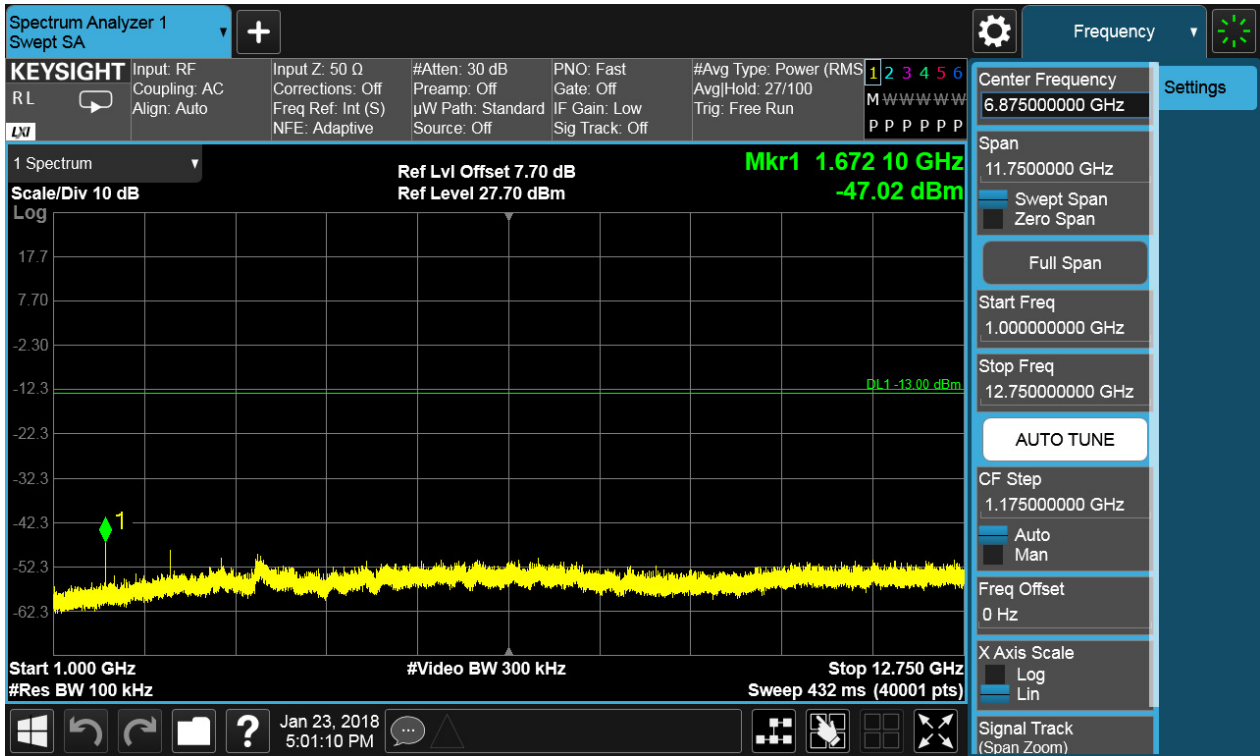 Spectrum Analyzer 1
Swept SA
Frequency
KEYSIGHT
R L
LXI
Input: RF
Coupling: AC
Align: Auto
Input Z: 50 Ω
Corrections: Off
Freq Ref: Int (S)
NFE: Adaptive
#Atten: 30 dB
Preamp: Off
µW Path: Standard
Source: Off
PNO: Fast
Gate: Off
IF Gain: Low
Sig Track: Off
#Avg Type: Power (RMS
Avg|Hold: 27/100
Trig: Free Run
1 2 3 4 5 6
M W W W W W
P P P P P P
1 Spectrum
Scale/Div 10 dB
Ref Lvl Offset 7.70 dB
Ref Level 27.70 dBm
Mkr1 1.672 10 GHz
-47.02 dBm
Log
17.7
7.70
-2.30
-12.3
DL1 -13.00 dBm
-22.3
-32.3
-42.3
1
-52.3
-62.3
Start 1.000 GHz
#Res BW 100 kHz
#Video BW 300 kHz
Stop 12.750 GHz
Sweep 432 ms (40001 pts)
Center Frequency
6.875000000 GHz
Span
11.7500000 GHz
Swept Span
Zero Span
Full Span
Start Freq
1.000000000 GHz
Stop Freq
12.750000000 GHz
AUTO TUNE
CF Step
1.175000000 GHz
Auto
Man
Freq Offset
0 Hz
X Axis Scale
Log
Lin
Signal Track
(Span Zoom)
Settings
?
Jan 23, 2018
5:01:10 PM